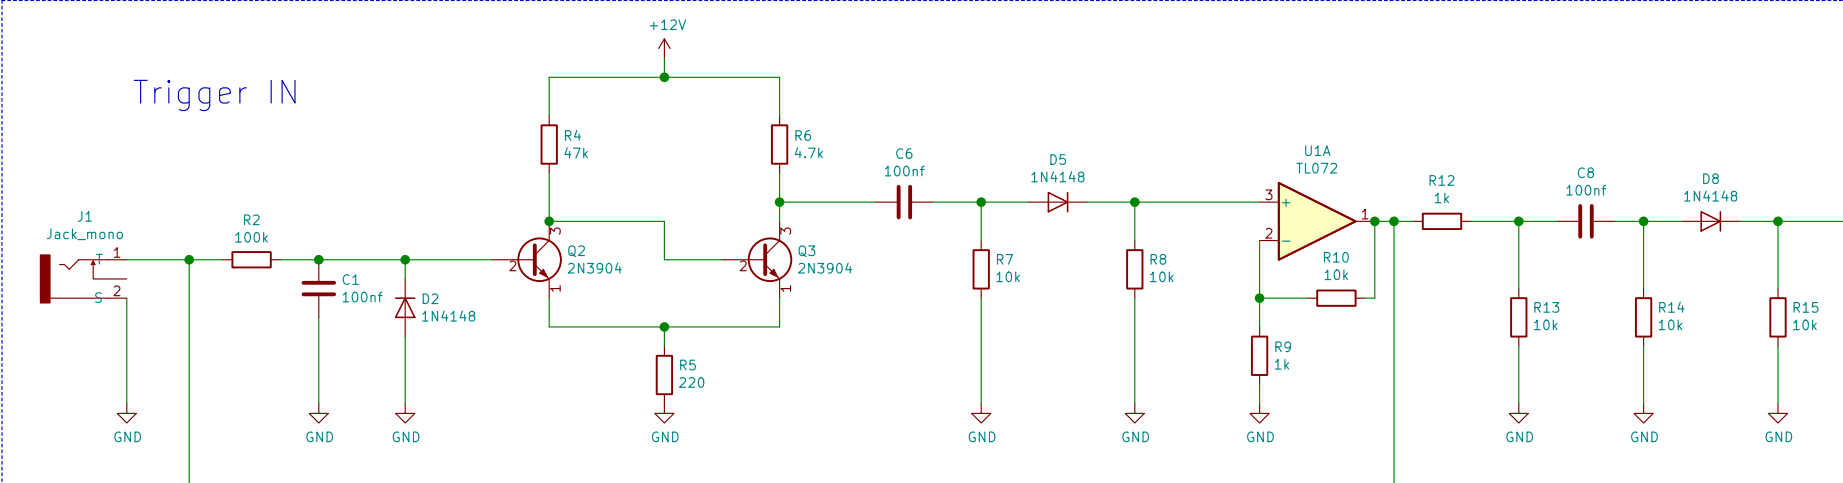 +12V
Trigger IN
J1
Jack_mono
T
1
S
2
GND
R2
100k
C1
100nf
GND
D2
1N4148
GND
R4
47k
3
2
Q2
2N3904
1
R5
220
GND
R6
4.7k
3
2
Q3
2N3904
1
C6
100nf
R7
10k
GND
D5
1N4148
R8
10k
GND
U1A
TL072
3
+
2
−
1
R10
10k
R9
1k
GND
R12
1k
R13
10k
GND
C8
100nf
R14
10k
GND
D8
1N4148
R15
10k
GND